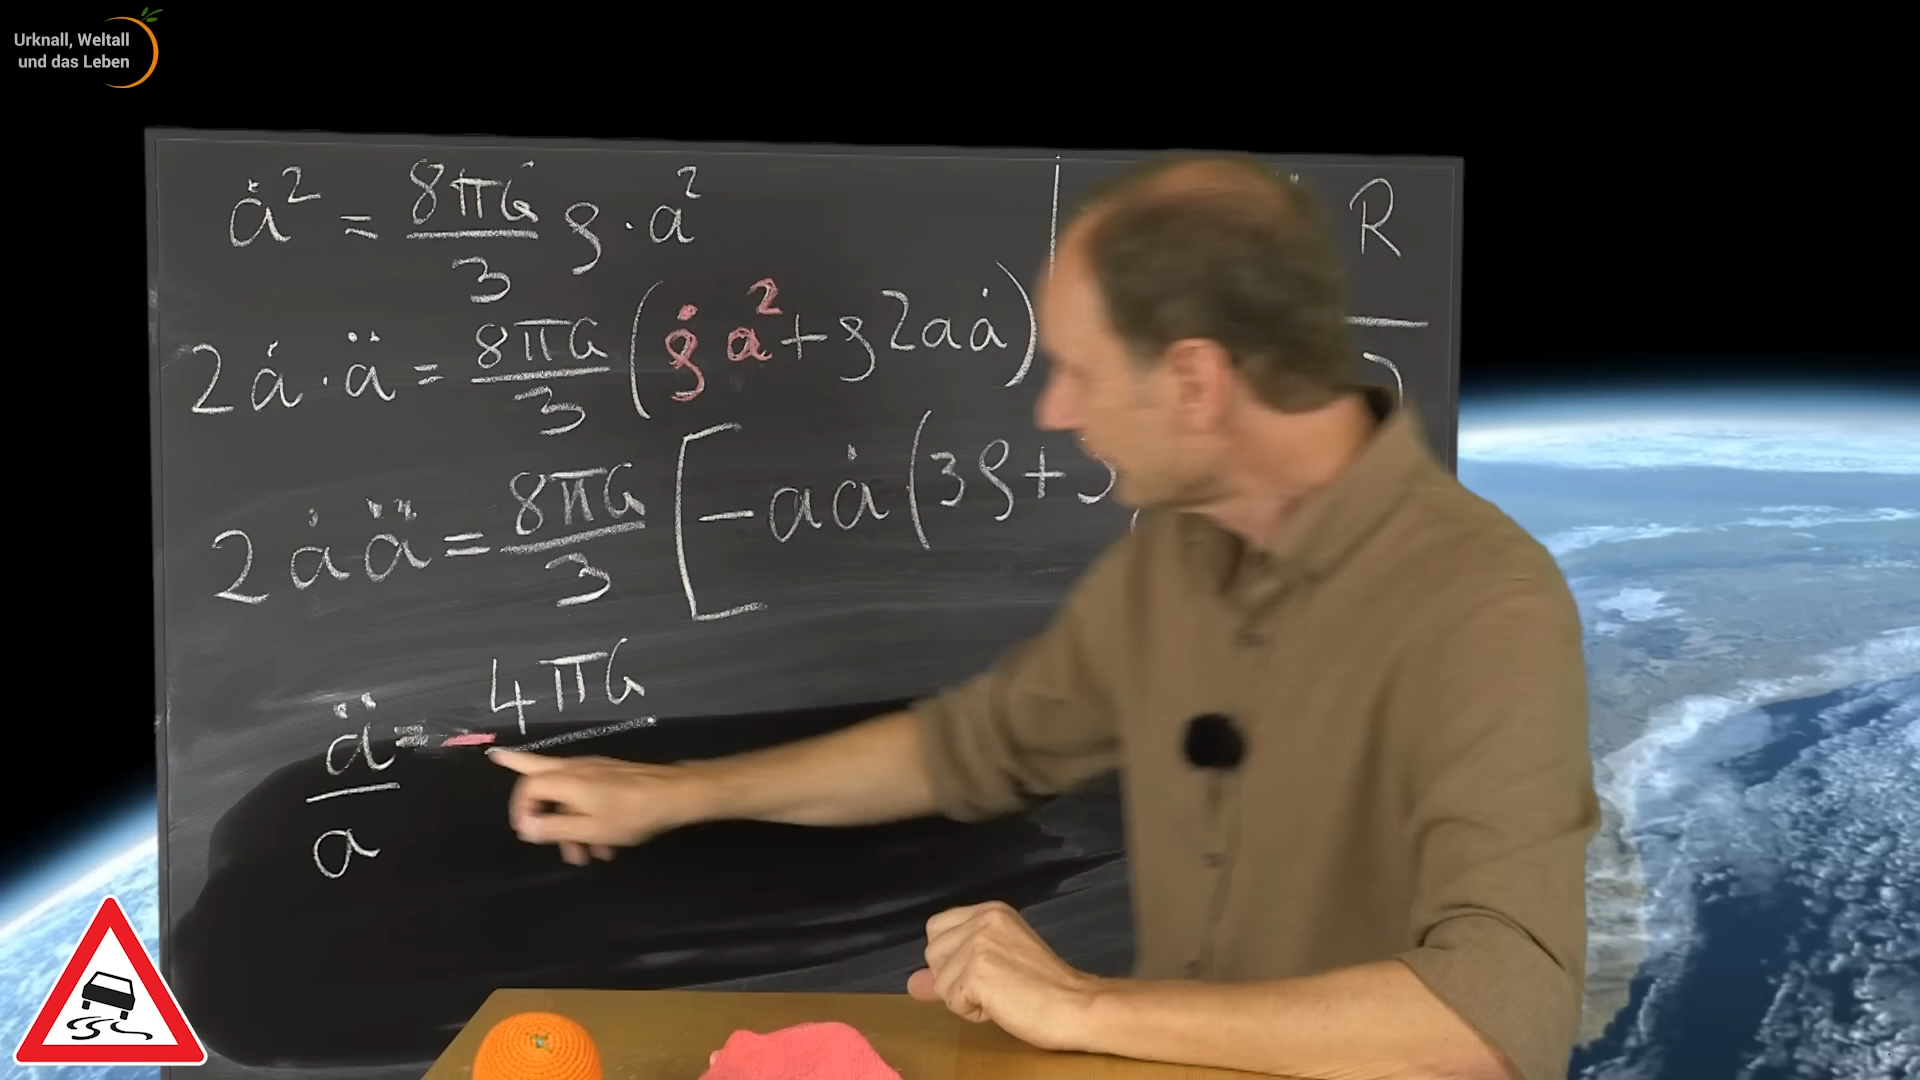 Urknall, Weltall
und das Leben
ȧ² = 8πG/3 ρ · a²
R
2ȧ · ä = 8πG/3 (ρ̇ a² + ρ2aȧ)
2ȧä = 8πG/3 [-aȧ(3ρ + 3
ä/a = - 4πG